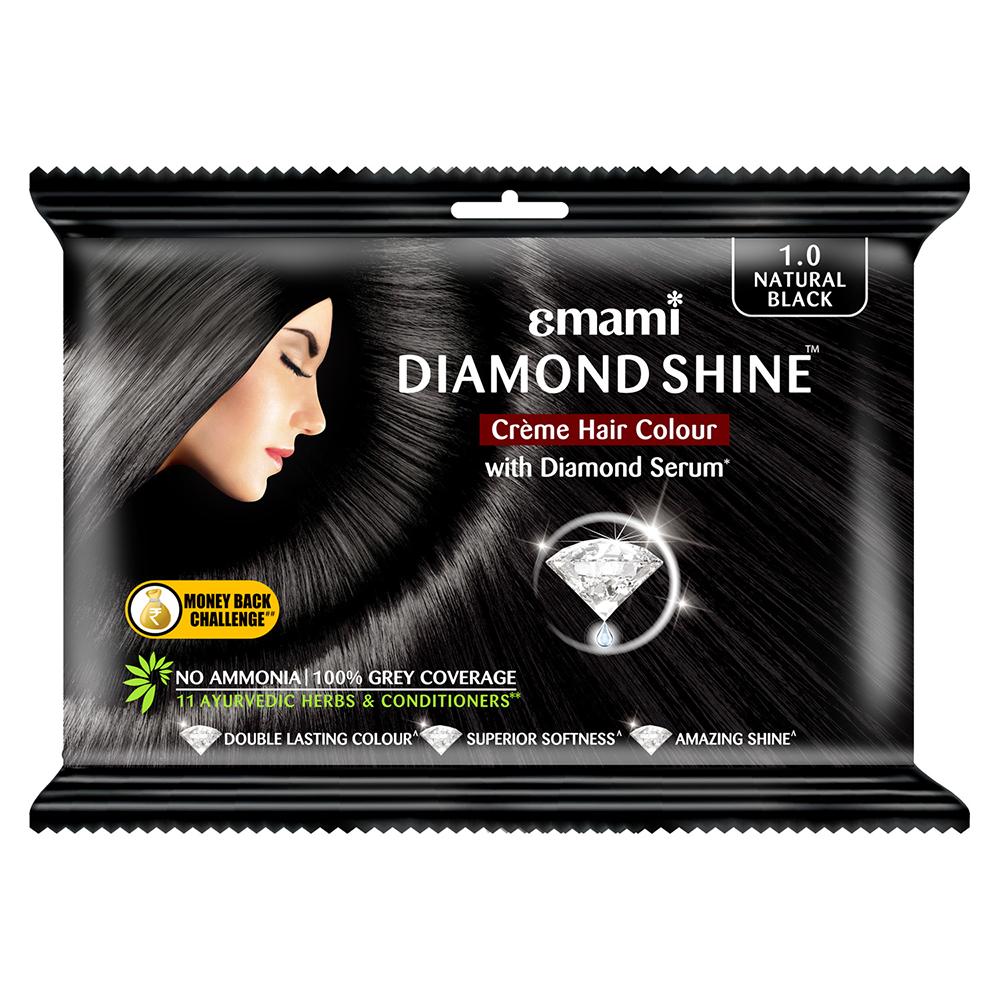 1.0
NATURAL
BLACK
emami*
DIAMOND SHINE™
Crème Hair Colour
with Diamond Serum*
₹
MONEY BACK
CHALLENGE##
NO AMMONIA | 100% GREY COVERAGE
11 AYURVEDIC HERBS & CONDITIONERS**
DOUBLE LASTING COLOUR^ SUPERIOR SOFTNESS^ AMAZING SHINE^